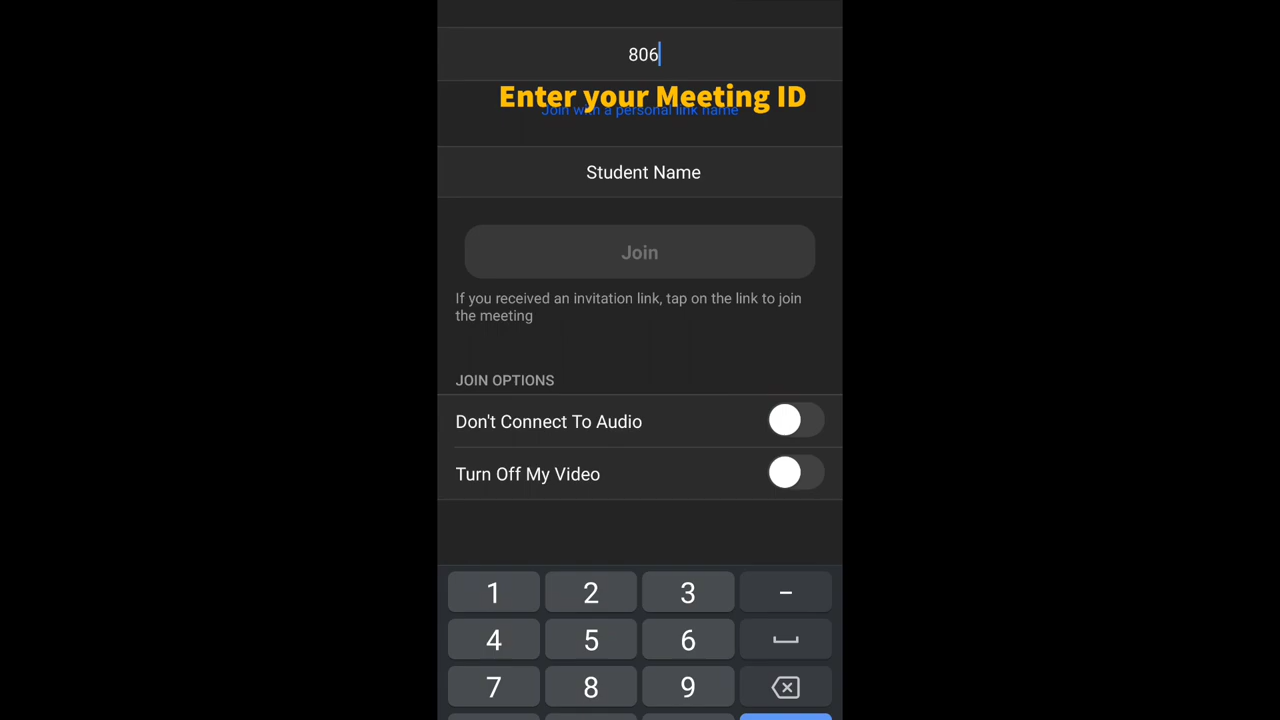 806
Enter your Meeting ID
Join with a personal link name
Student Name
Join
If you received an invitation link, tap on the link to join
the meeting
JOIN OPTIONS
Don't Connect To Audio
Turn Off My Video
1 2 3 –
4 5 6
7 8 9